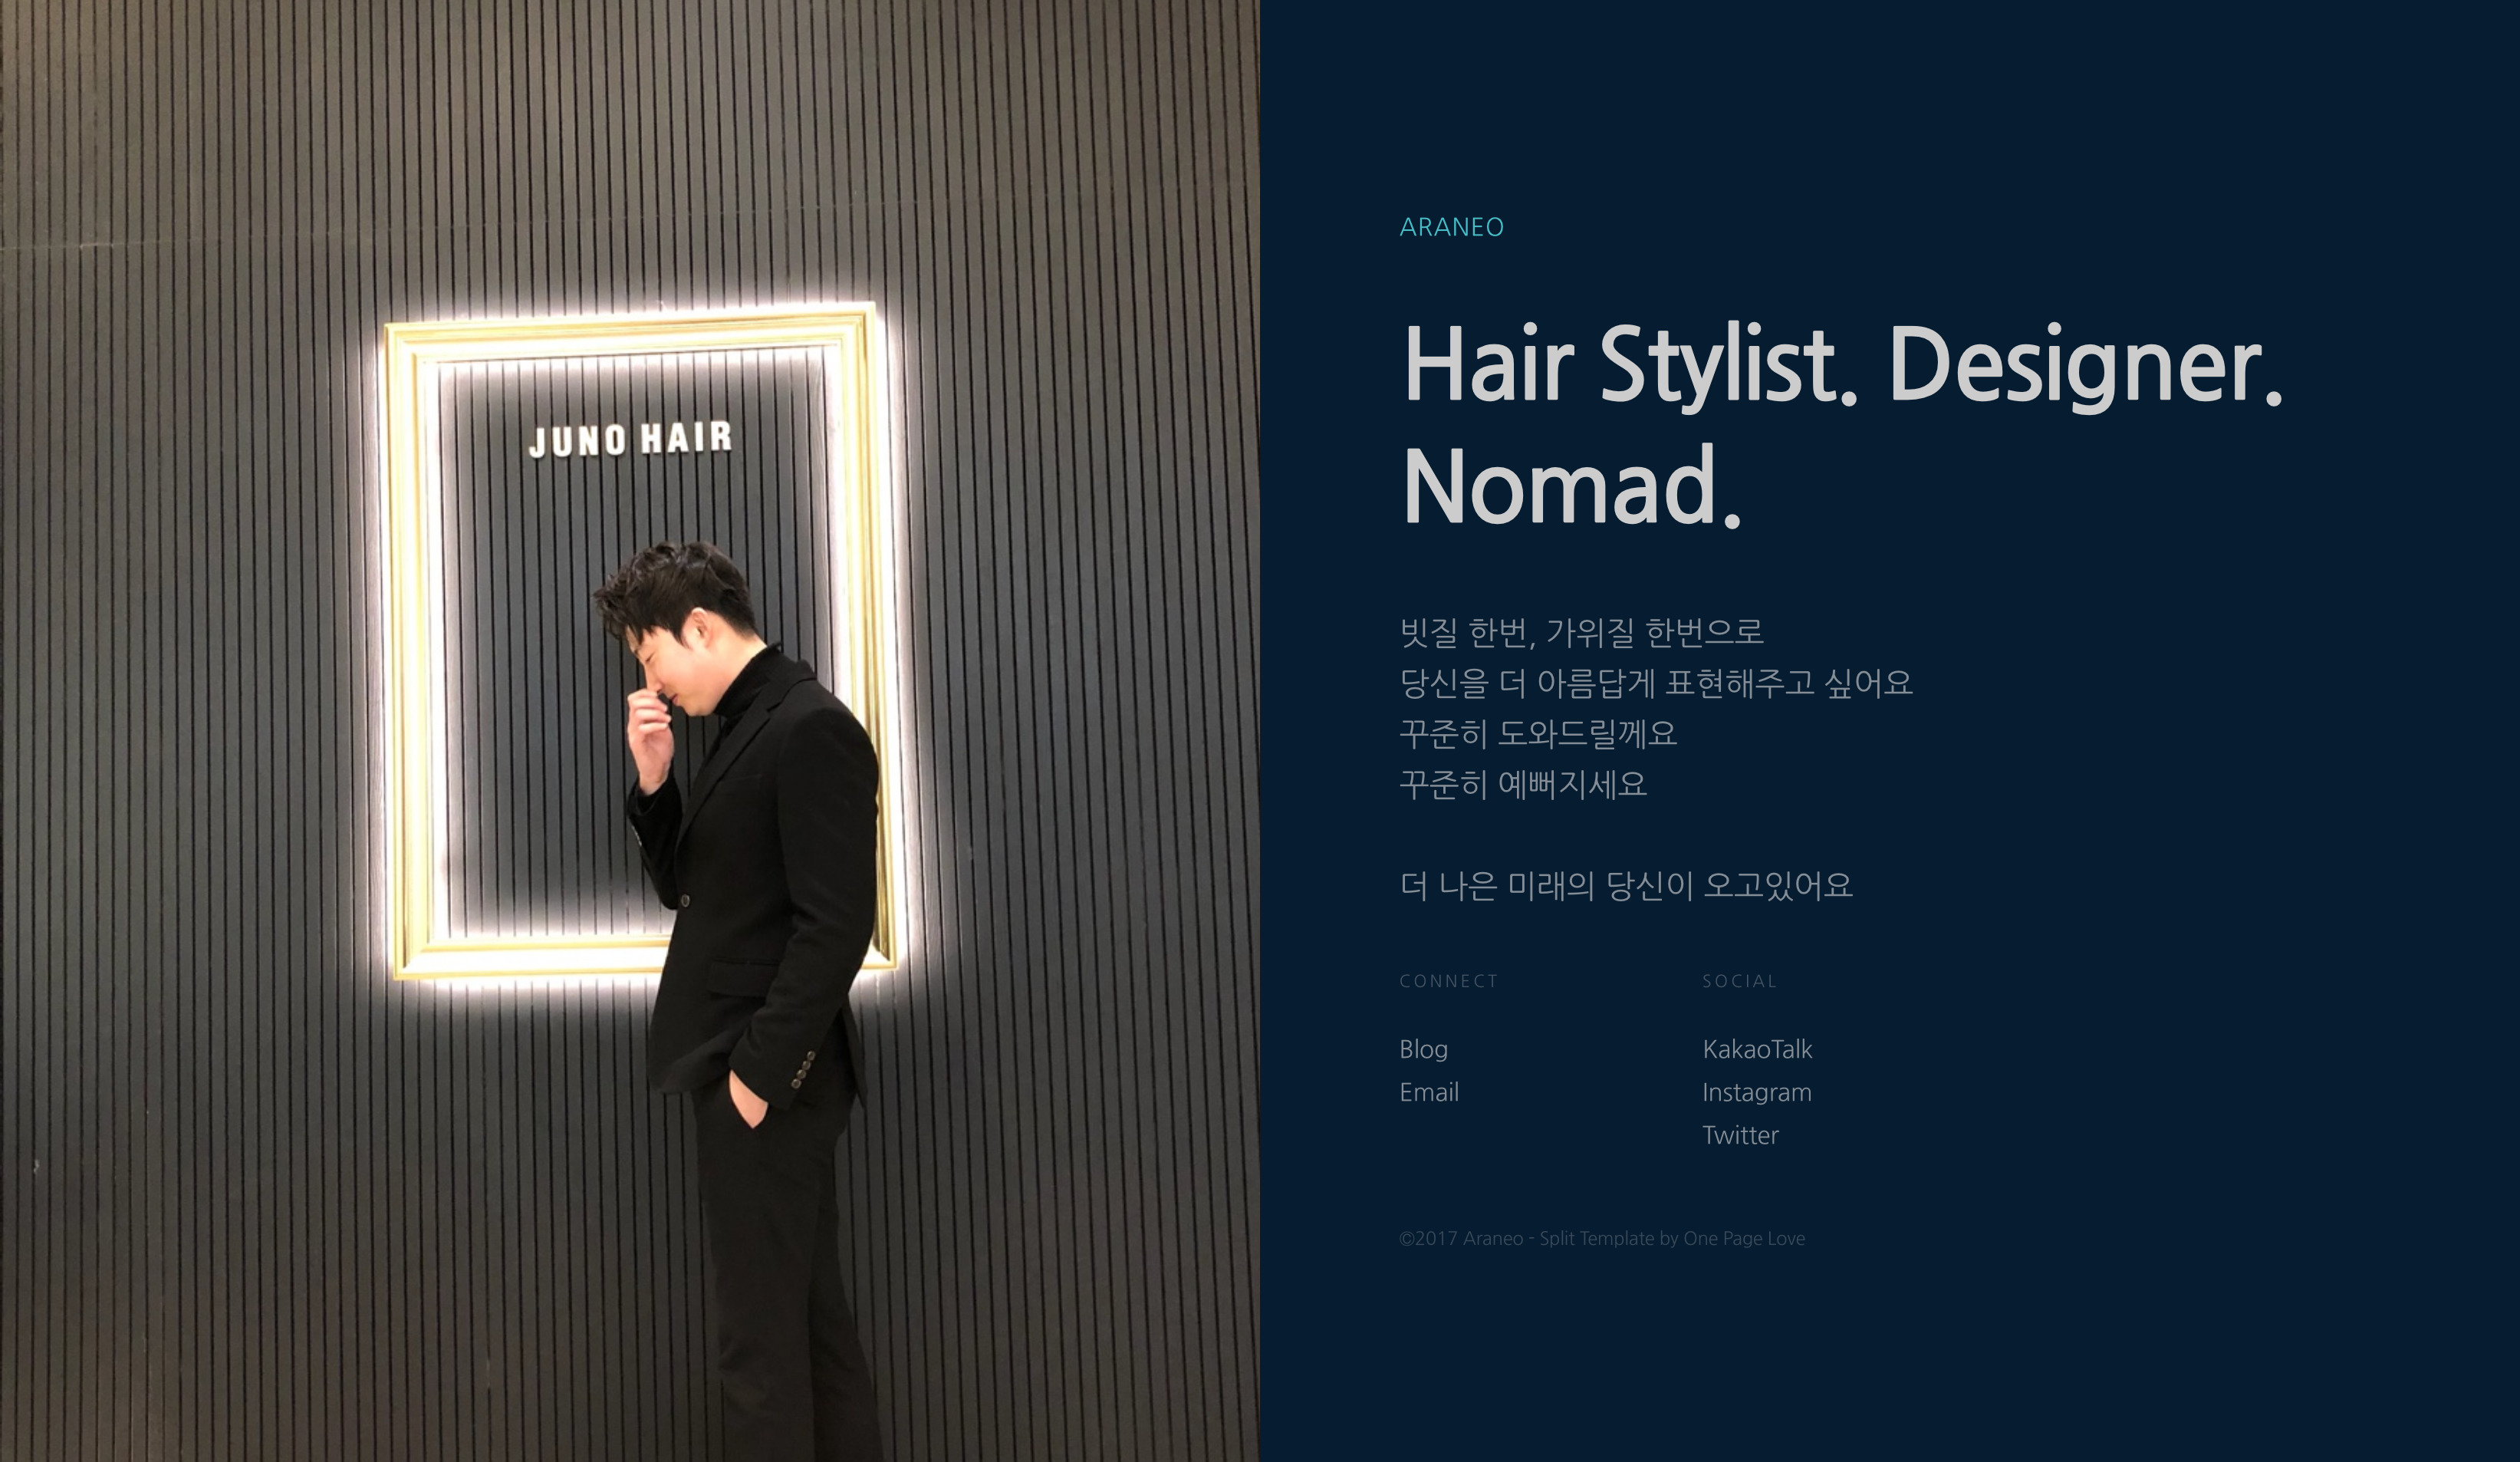 JUNO HAIR
ARANEO
Hair Stylist. Designer.
Nomad.
빗질 한번, 가위질 한번으로
당신을 더 아름답게 표현해주고 싶어요
꾸준히 도와드릴께요
꾸준히 예뻐지세요
더 나은 미래의 당신이 오고있어요
CONNECT
Blog
Email
SOCIAL
KakaoTalk
Instagram
Twitter
©2017 Araneo - Split Template by One Page Love